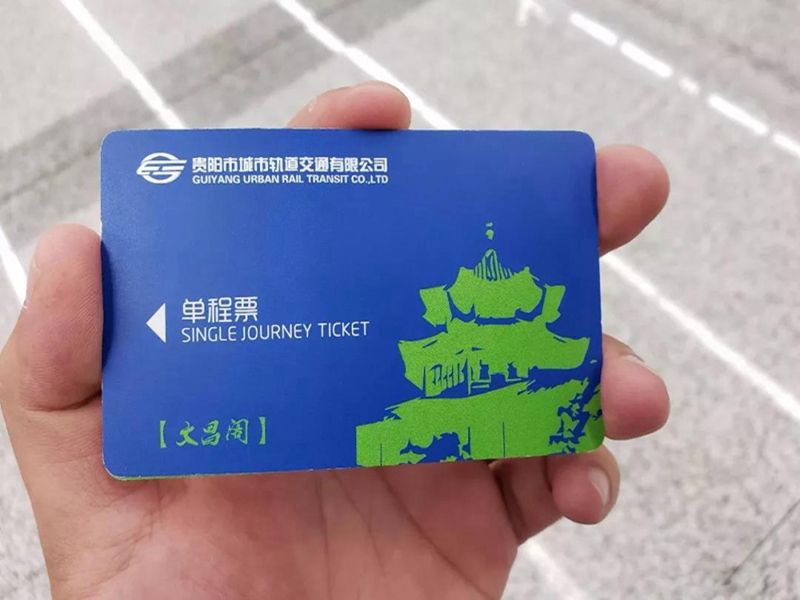 贵阳市城市轨道交通有限公司
GUIYANG URBAN RAIL TRANSIT CO.,LTD
单程票
SINGLE JOURNEY TICKET
【文昌阁】